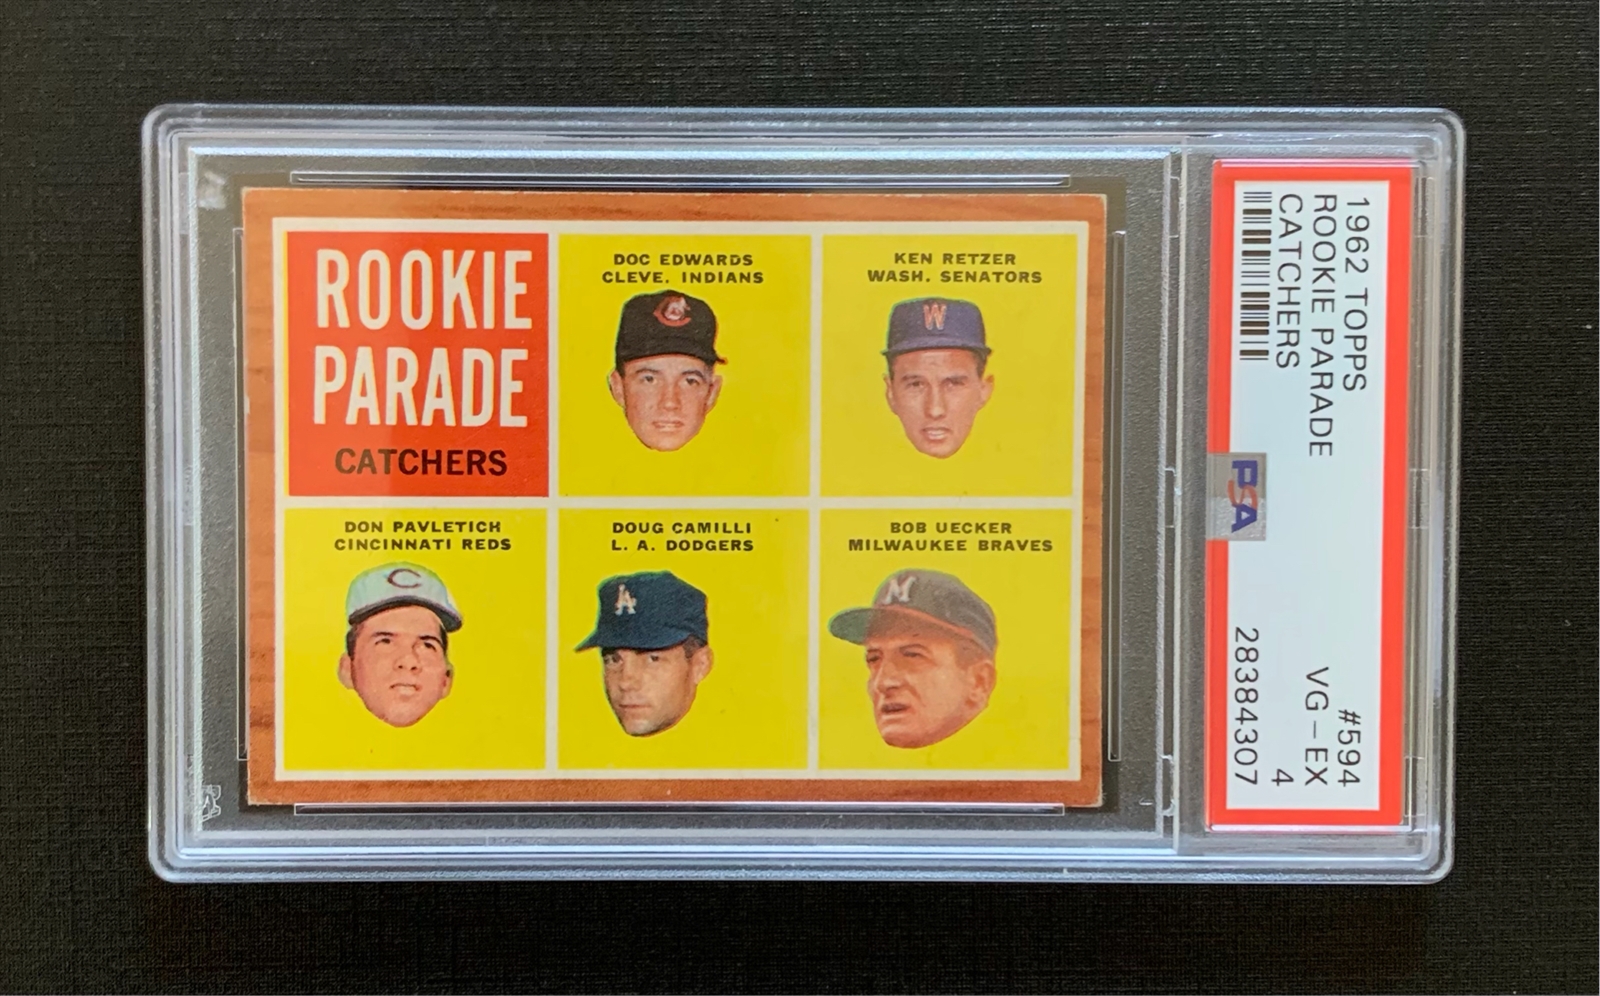 ROOKIE
PARADE
CATCHERS
DOC EDWARDS
CLEVE. INDIANS
C
KEN RETZER
WASH. SENATORS
W
DON PAVLETICH
CINCINNATI REDS
C
DOUG CAMILLI
L. A. DODGERS
LA
BOB UECKER
MILWAUKEE BRAVES
M
1962 TOPPS #594
ROOKIE PARADE VG-EX
CATCHERS 4
PSA 28384307